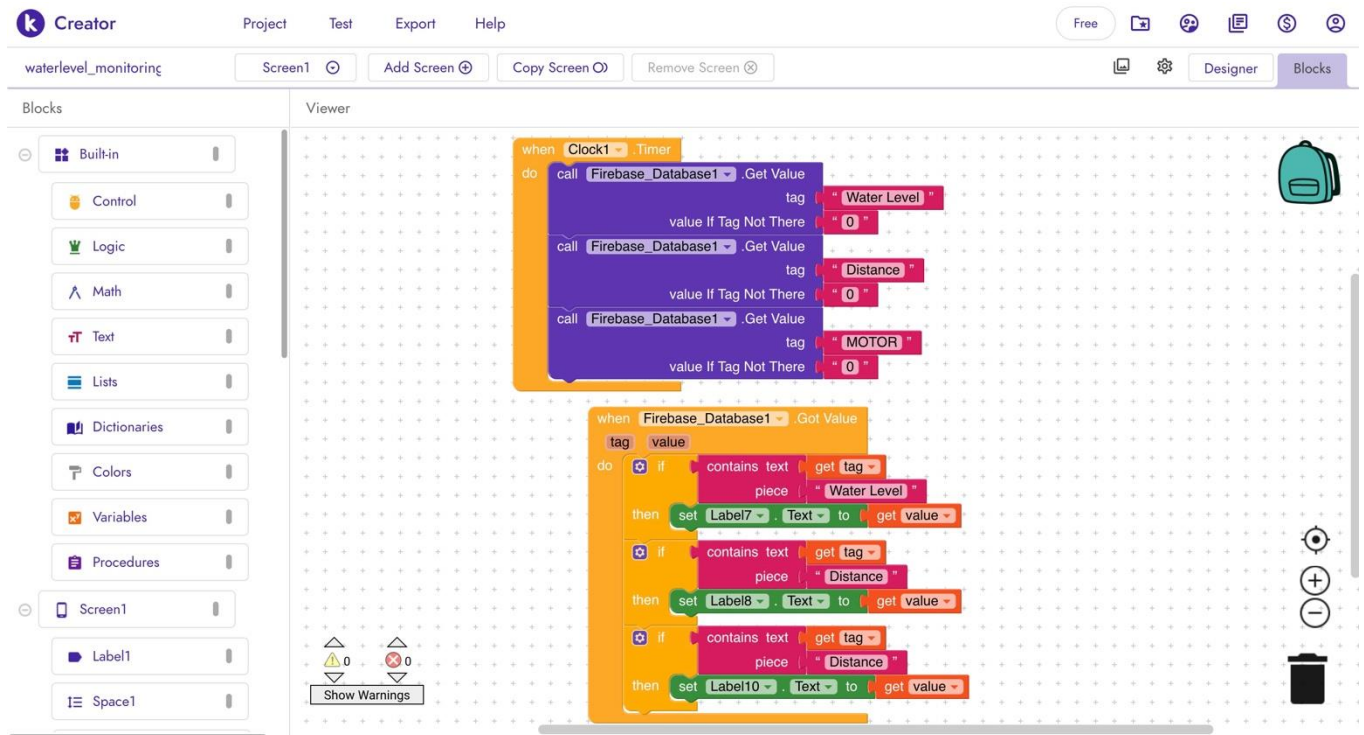 Creator Project Test Export Help Free
waterlevel_monitoring Screen1 Add Screen Copy Screen Remove Screen Designer Blocks
Blocks Viewer
Built-in
Control
Logic
Math
Text
Lists
Dictionaries
Colors
Variables
Procedures
Screen1
Label1
Space1
when Clock1 .Timer
do call Firebase_Database1 .Get Value
tag "Water Level"
value If Tag Not There "0"
call Firebase_Database1 .Get Value
tag "Distance"
value If Tag Not There "0"
call Firebase_Database1 .Get Value
tag "MOTOR"
value If Tag Not There "0"
when Firebase_Database1 .Got Value
tag value
do if contains text get tag
piece "Water Level"
then set Label7 . Text to get value
if contains text get tag
piece "Distance"
then set Label8 . Text to get value
if contains text get tag
piece "Distance"
then set Label10 . Text to get value
0 0
Show Warnings